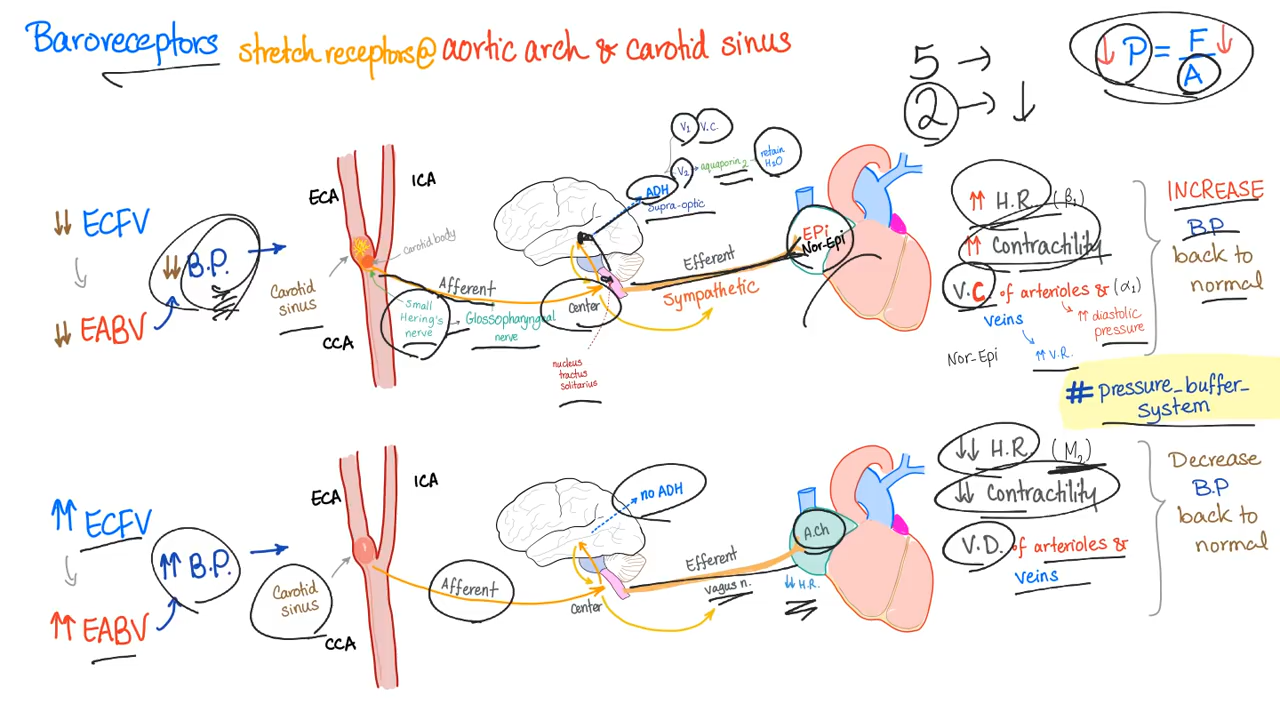 Baroreceptors stretch receptors @ aortic arch & carotid sinus
5 →
2 → ↓
↓ P = F ↓
A
↓↓ ECFV
↓↓ B.P.
↓↓ EABV
ECA
ICA
carotid body
Carotid
sinus
CCA
Afferent
Small
Hering's
nerve
Glossopharyngeal
nerve
Center
nucleus
tractus
solitarius
V1 V.C.
V2 → aquaporin 2
retain
H2O
ADH
Supra-optic
Efferent
Sympathetic
EPi
Nor-Epi
↑↑ H.R. (β1)
↑↑ Contractility
V.C. of arterioles & (α1)
veins
↑↑ diastolic
pressure
Nor-Epi
↑↑ V.R.
INCREASE
B.P
back to
normal
#pressure_buffer_
system
↑↑ ECFV
↑↑ B.P.
↑↑ EABV
ECA
ICA
Carotid
sinus
CCA
Afferent
Center
no ADH
Efferent
vagus n.
A.Ch
↓↓ H.R.
↓↓ H.R. (M2)
↓↓ Contractility
V.D. of arterioles &
veins
Decrease
B.P
back to
normal